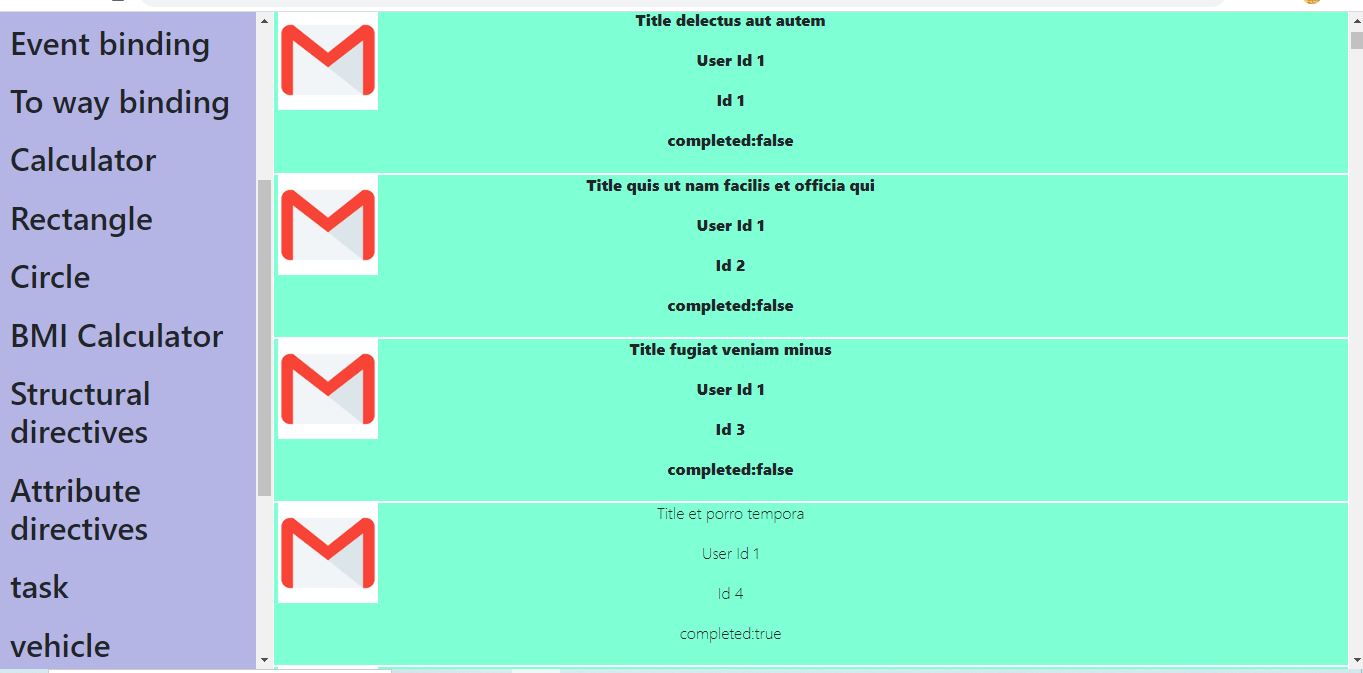 Event binding
To way binding
Calculator
Rectangle
Circle
BMI Calculator
Structural
directives
Attribute
directives
task
vehicle
Title delectus aut autem
User Id 1
Id 1
completed:false
Title quis ut nam facilis et officia qui
User Id 1
Id 2
completed:false
Title fugiat veniam minus
User Id 1
Id 3
completed:false
Title et porro tempora
User Id 1
Id 4
completed:true